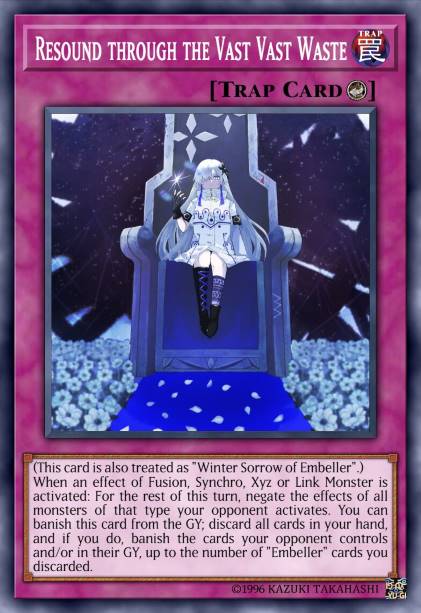 Resound through the Vast Vast Waste
TRAP
罠
[Trap Card]
(This card is also treated as "Winter Sorrow of Embeller".)
When an effect of Fusion, Synchro, Xyz or Link Monster is
activated: For the rest of this turn, negate the effects of all
monsters of that type your opponent activates. You can
banish this card from the GY; discard all cards in your hand,
and if you do, banish the cards your opponent controls
and/or in their GY, up to the number of "Embeller" cards you
discarded.
©1996 KAZUKI TAKAHASHI